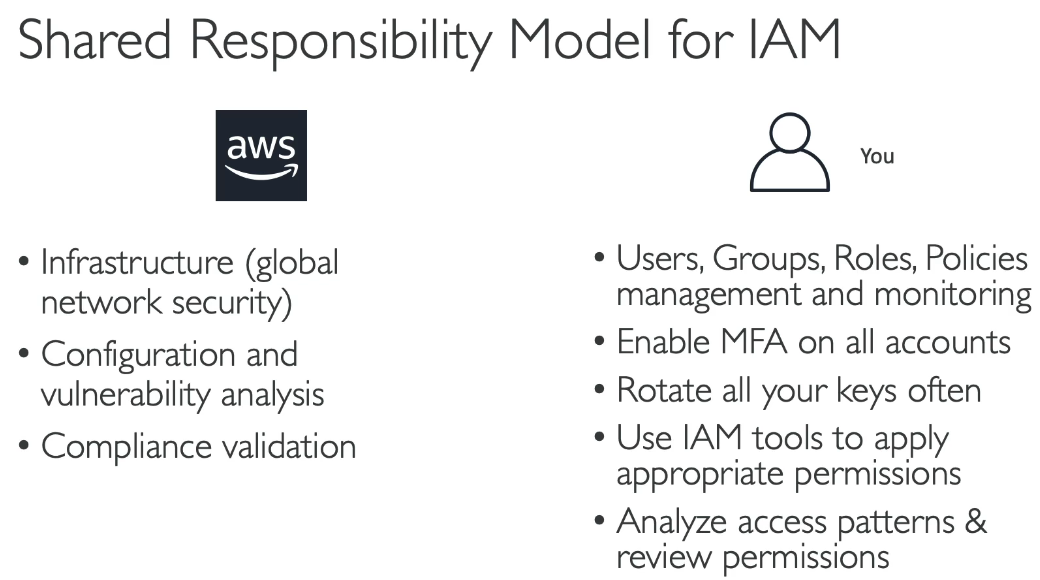 Shared Responsibility Model for IAM
aws
You
• Infrastructure (global
network security)
• Configuration and
vulnerability analysis
• Compliance validation
• Users, Groups, Roles, Policies
management and monitoring
• Enable MFA on all accounts
• Rotate all your keys often
• Use IAM tools to apply
appropriate permissions
• Analyze access patterns &
review permissions